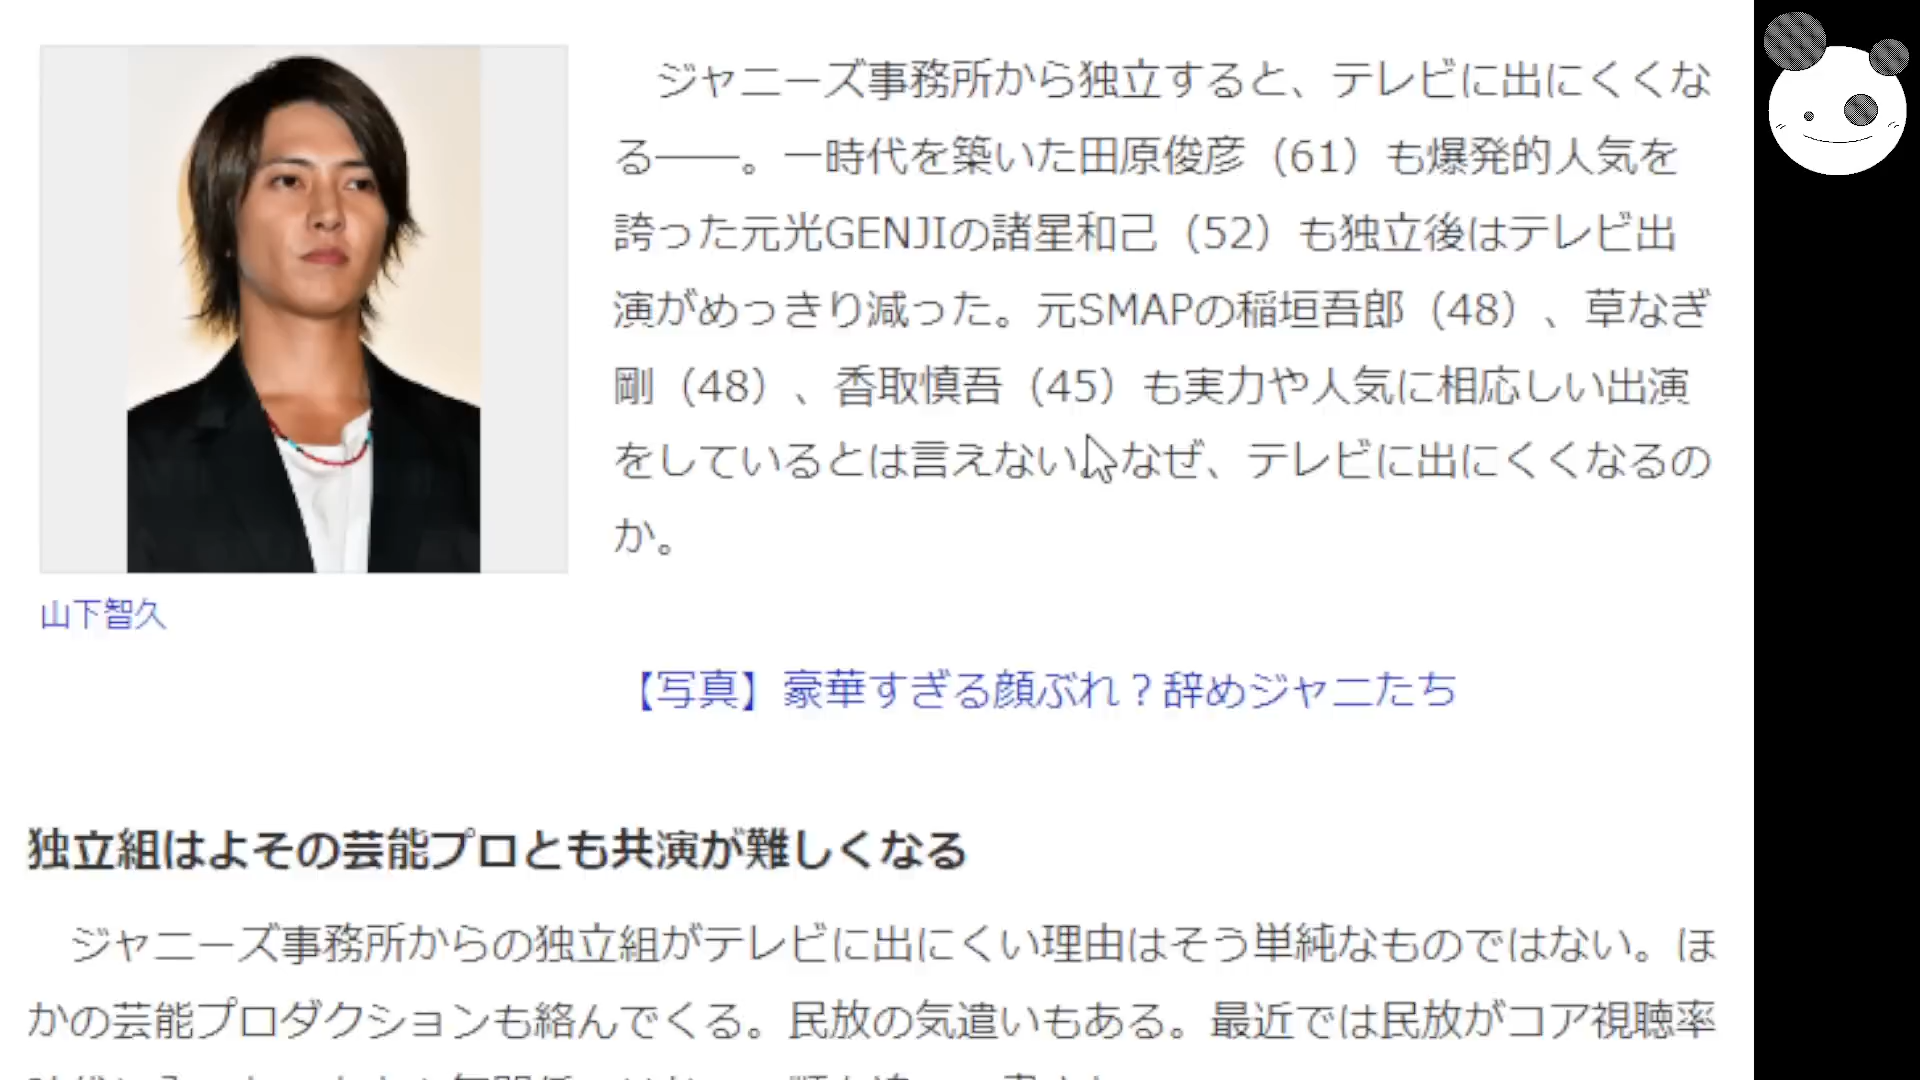 ジャニーズ事務所から独立すると、テレビに出にくくな
る――。一時代を築いた田原俊彦（61）も爆発的人気を
誇った元光GENJIの諸星和己（52）も独立後はテレビ出
演がめっきり減った。元SMAPの稲垣吾郎（48）、草なぎ
剛（48）、香取慎吾（45）も実力や人気に相応しい出演
をしているとは言えない なぜ、テレビに出にくくなるの
か。
山下智久
【写真】豪華すぎる顔ぶれ？辞めジャニたち
独立組はよその芸能プロとも共演が難しくなる
ジャニーズ事務所からの独立組がテレビに出にくい理由はそう単純なものではない。ほ
かの芸能プロダクションも絡んでくる。民放の気遣いもある。最近では民放がコア視聴率